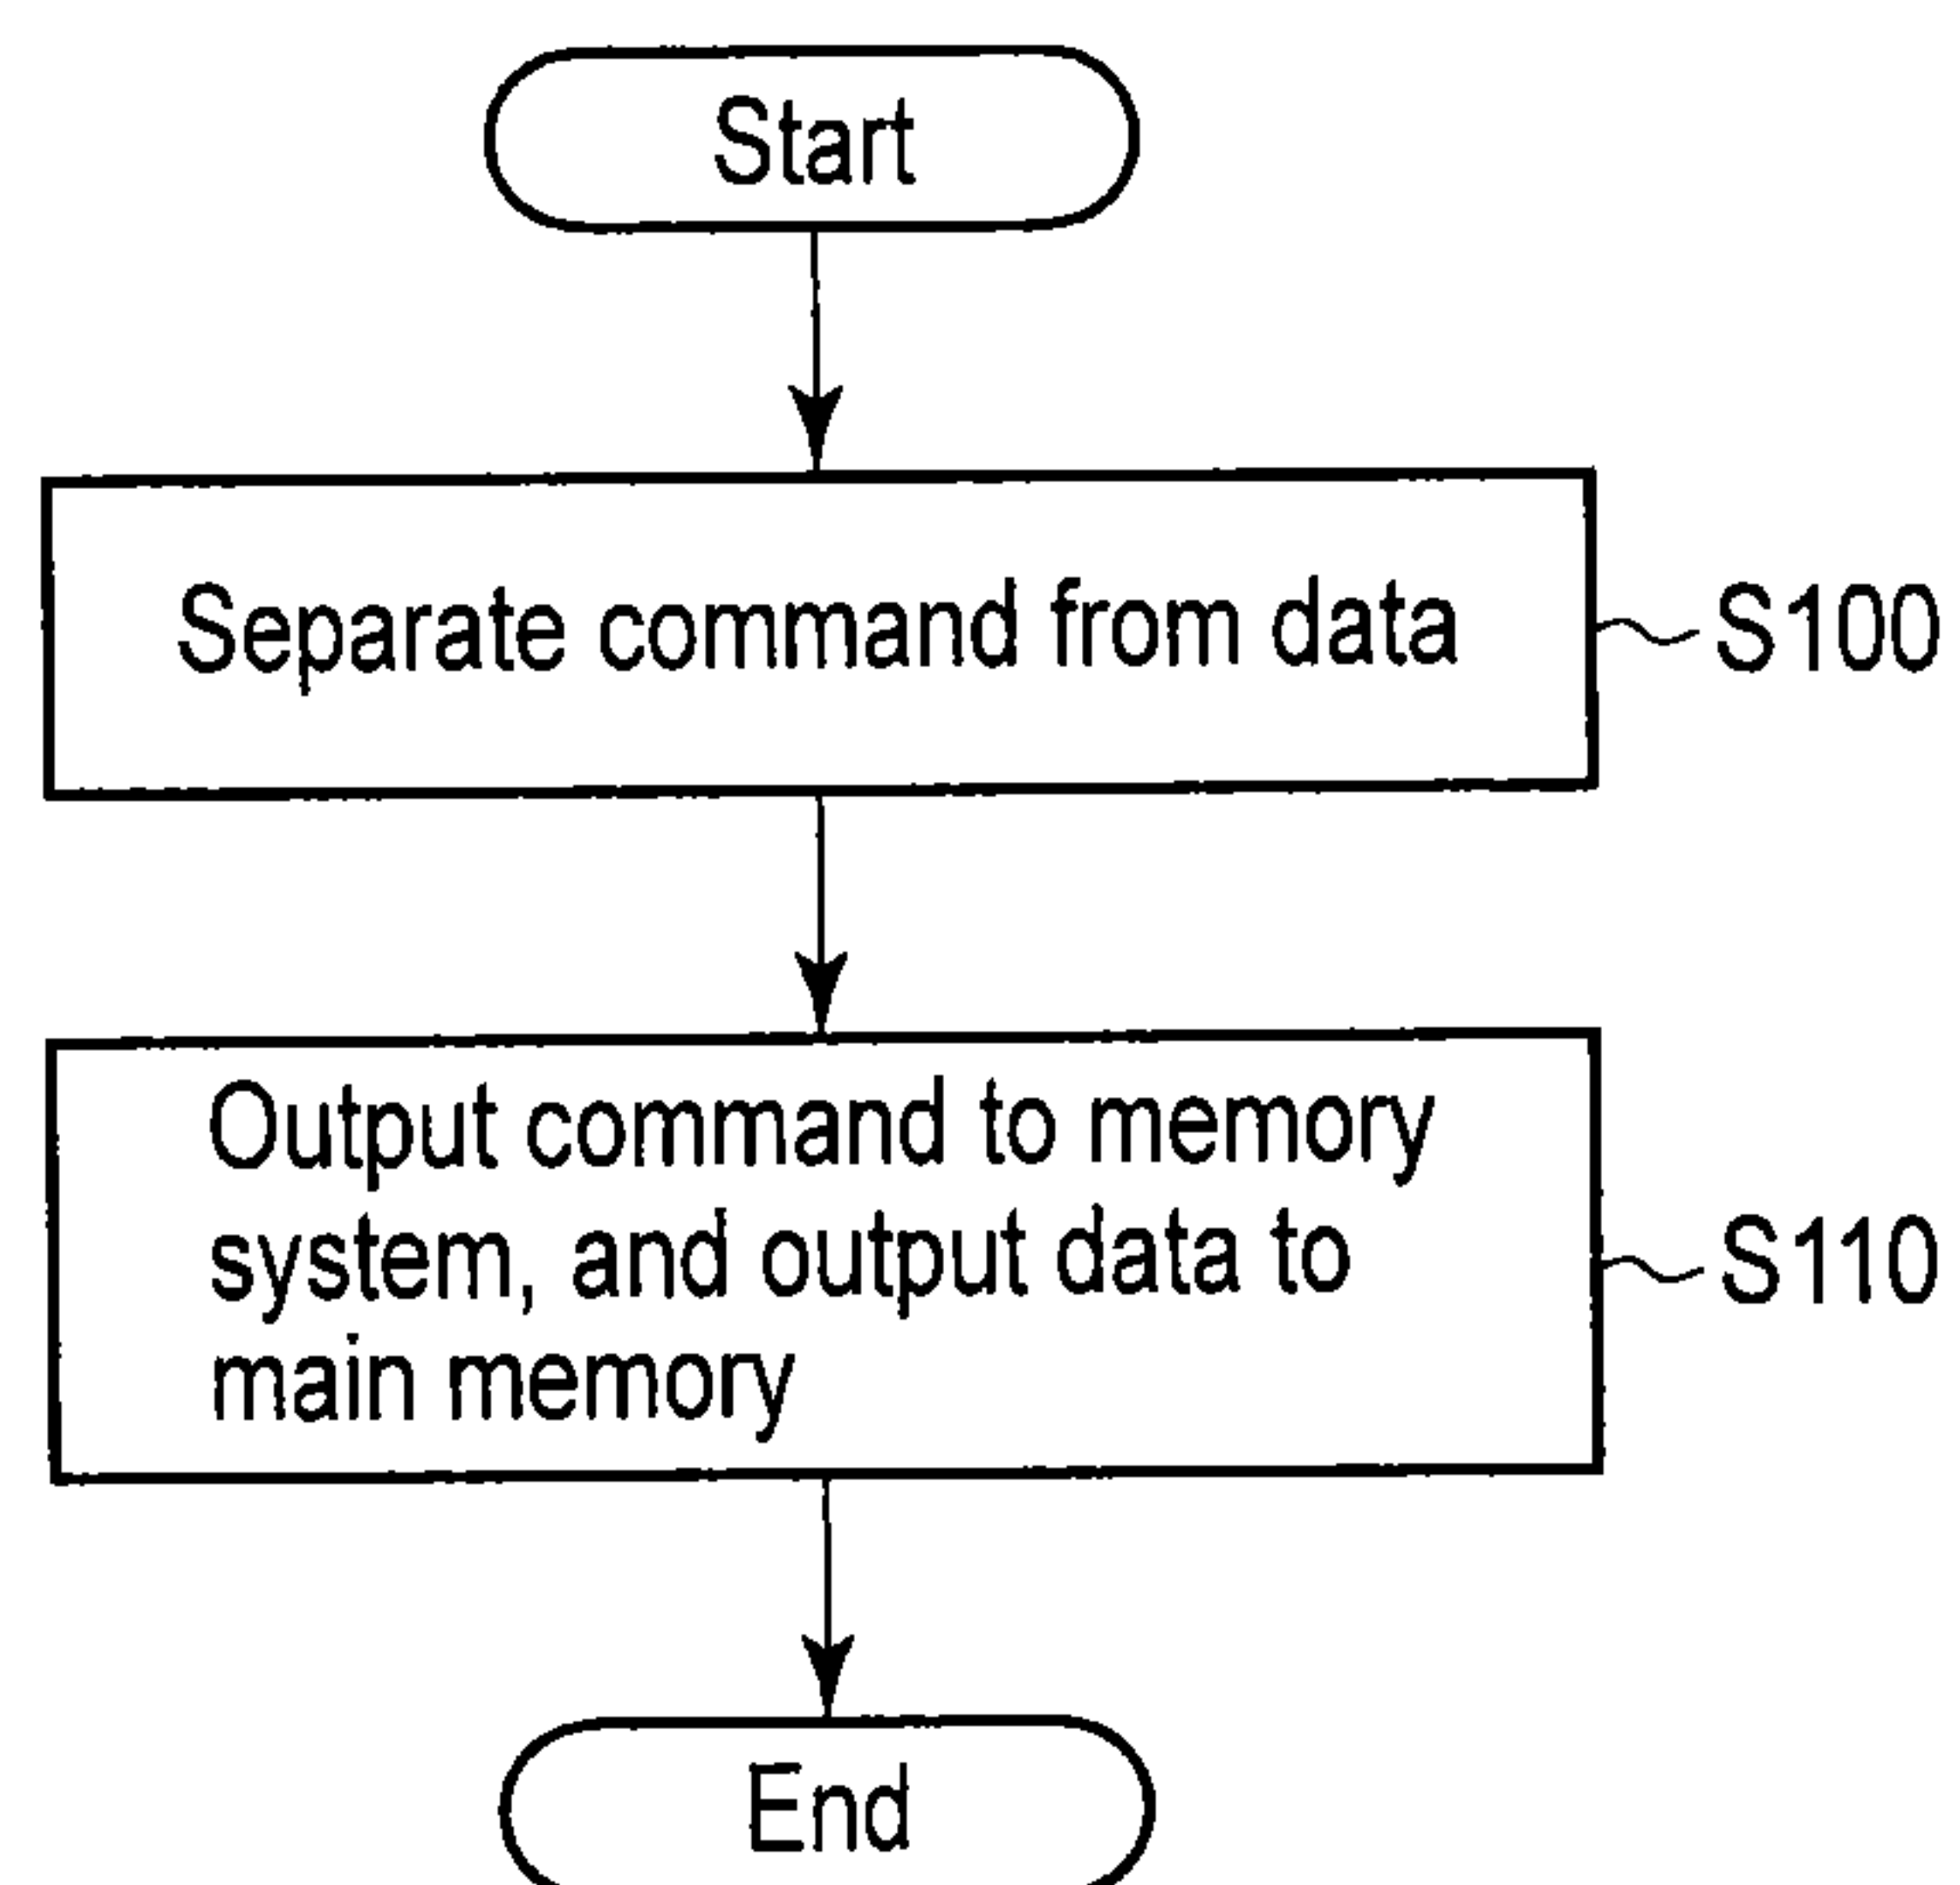 Start
Separate command from data
S100
Output command to memory
system, and output data to
main memory
S110
End